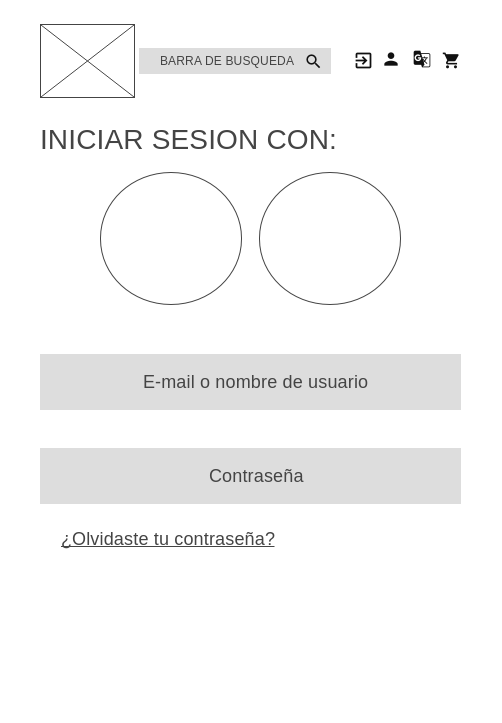 BARRA DE BUSQUEDA
INICIAR SESION CON:
E-mail o nombre de usuario
Contraseña
¿Olvidaste tu contraseña?